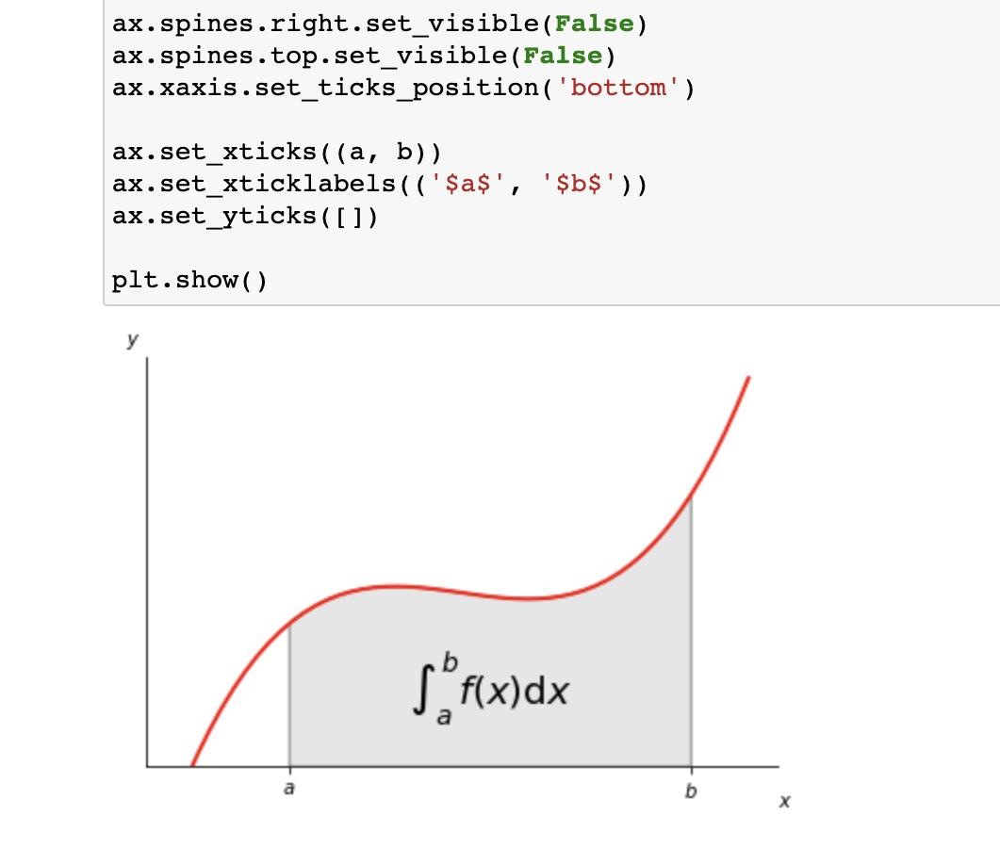 ax.spines.right.set_visible(False)
ax.spines.top.set_visible(False)
ax.xaxis.set_ticks_position('bottom')
ax.set_xticks((a, b))
ax.set_xticklabels(('$a$', '$b$'))
ax.set_yticks([])
plt.show()
y
∫_a^b f(x)dx
a b
x